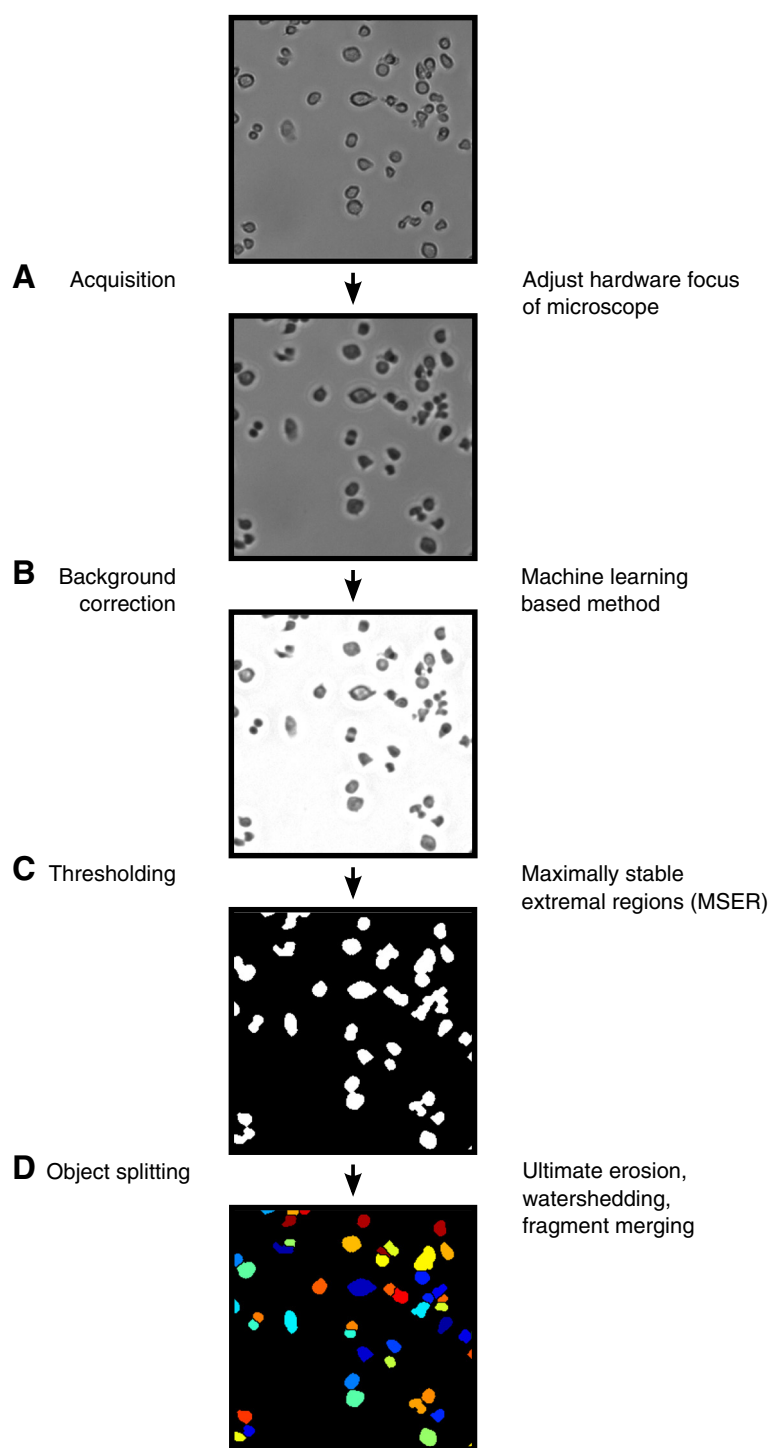 A Acquisition
Adjust hardware focus
of microscope
B Background
correction
Machine learning
based method
C Thresholding
Maximally stable
extremal regions (MSER)
D Object splitting
Ultimate erosion,
watershedding,
fragment merging